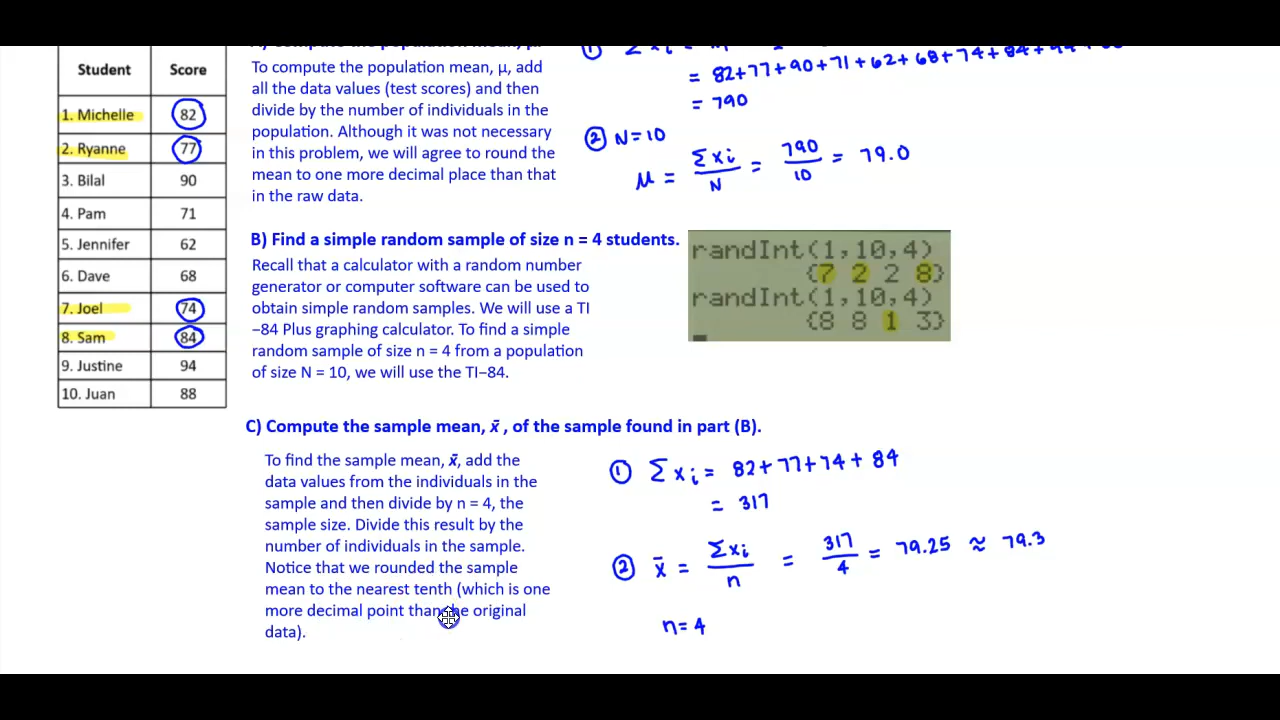 A) Compute the population mean, μ.
Student Score
1. Michelle 82
2. Ryanne 77
3. Bilal 90
4. Pam 71
5. Jennifer 62
6. Dave 68
7. Joel 74
8. Sam 84
9. Justine 94
10. Juan 88
To compute the population mean, μ, add
all the data values (test scores) and then
divide by the number of individuals in the
population. Although it was not necessary
in this problem, we will agree to round the
mean to one more decimal place than that
in the raw data.
① Σxi =
= 82+77+90+71+62+68+74+84+94+88
= 790
② N=10
μ = Σxi / N = 790 / 10 = 79.0
B) Find a simple random sample of size n = 4 students.
Recall that a calculator with a random number
generator or computer software can be used to
obtain simple random samples. We will use a TI
−84 Plus graphing calculator. To find a simple
random sample of size n = 4 from a population
of size N = 10, we will use the TI−84.
randInt(1,10,4)
{7 2 2 8}
randInt(1,10,4)
{8 8 1 3}
C) Compute the sample mean, x̄ , of the sample found in part (B).
To find the sample mean, x̄, add the
data values from the individuals in the
sample and then divide by n = 4, the
sample size. Divide this result by the
number of individuals in the sample.
Notice that we rounded the sample
mean to the nearest tenth (which is one
more decimal point than the original
data).
① Σxi = 82+77+74+84
= 317
② x̄ = Σxi / n = 317 / 4 = 79.25 ≈ 79.3
n=4